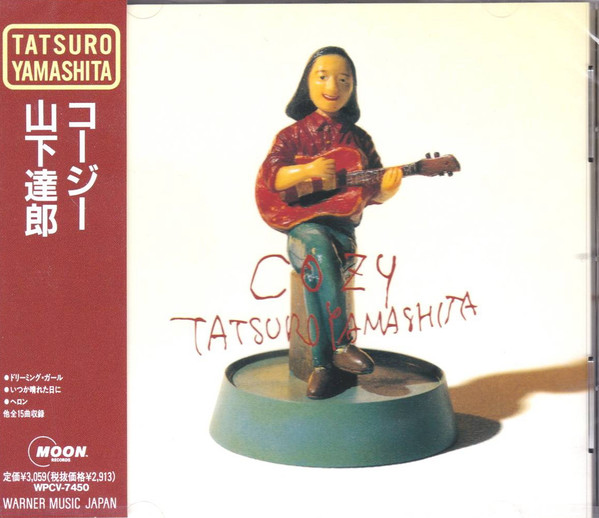 TATSURO
YAMASHITA
コージー
山下達郎
●ドリーミング・ガール
●いつか晴れた日に
●ヘロン
他全15曲収録
MOON.
RECORDS
定価¥3,059(税抜価格¥2,913)
WPCV-7450
WARNER MUSIC JAPAN
COZY
TATSURO YAMASHITA